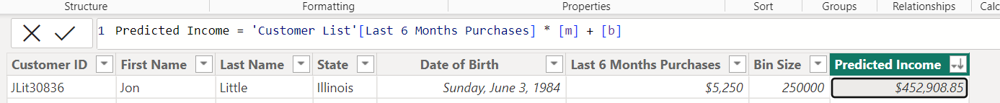 Structure Formatting Properties Sort Groups Relationships Calc
1 Predicted Income = 'Customer List'[Last 6 Months Purchases] * [m] + [b]
Customer ID First Name Last Name State Date of Birth Last 6 Months Purchases Bin Size Predicted Income
JLit30836 Jon Little Illinois Sunday, June 3, 1984 $5,250 250000 $452,908.85